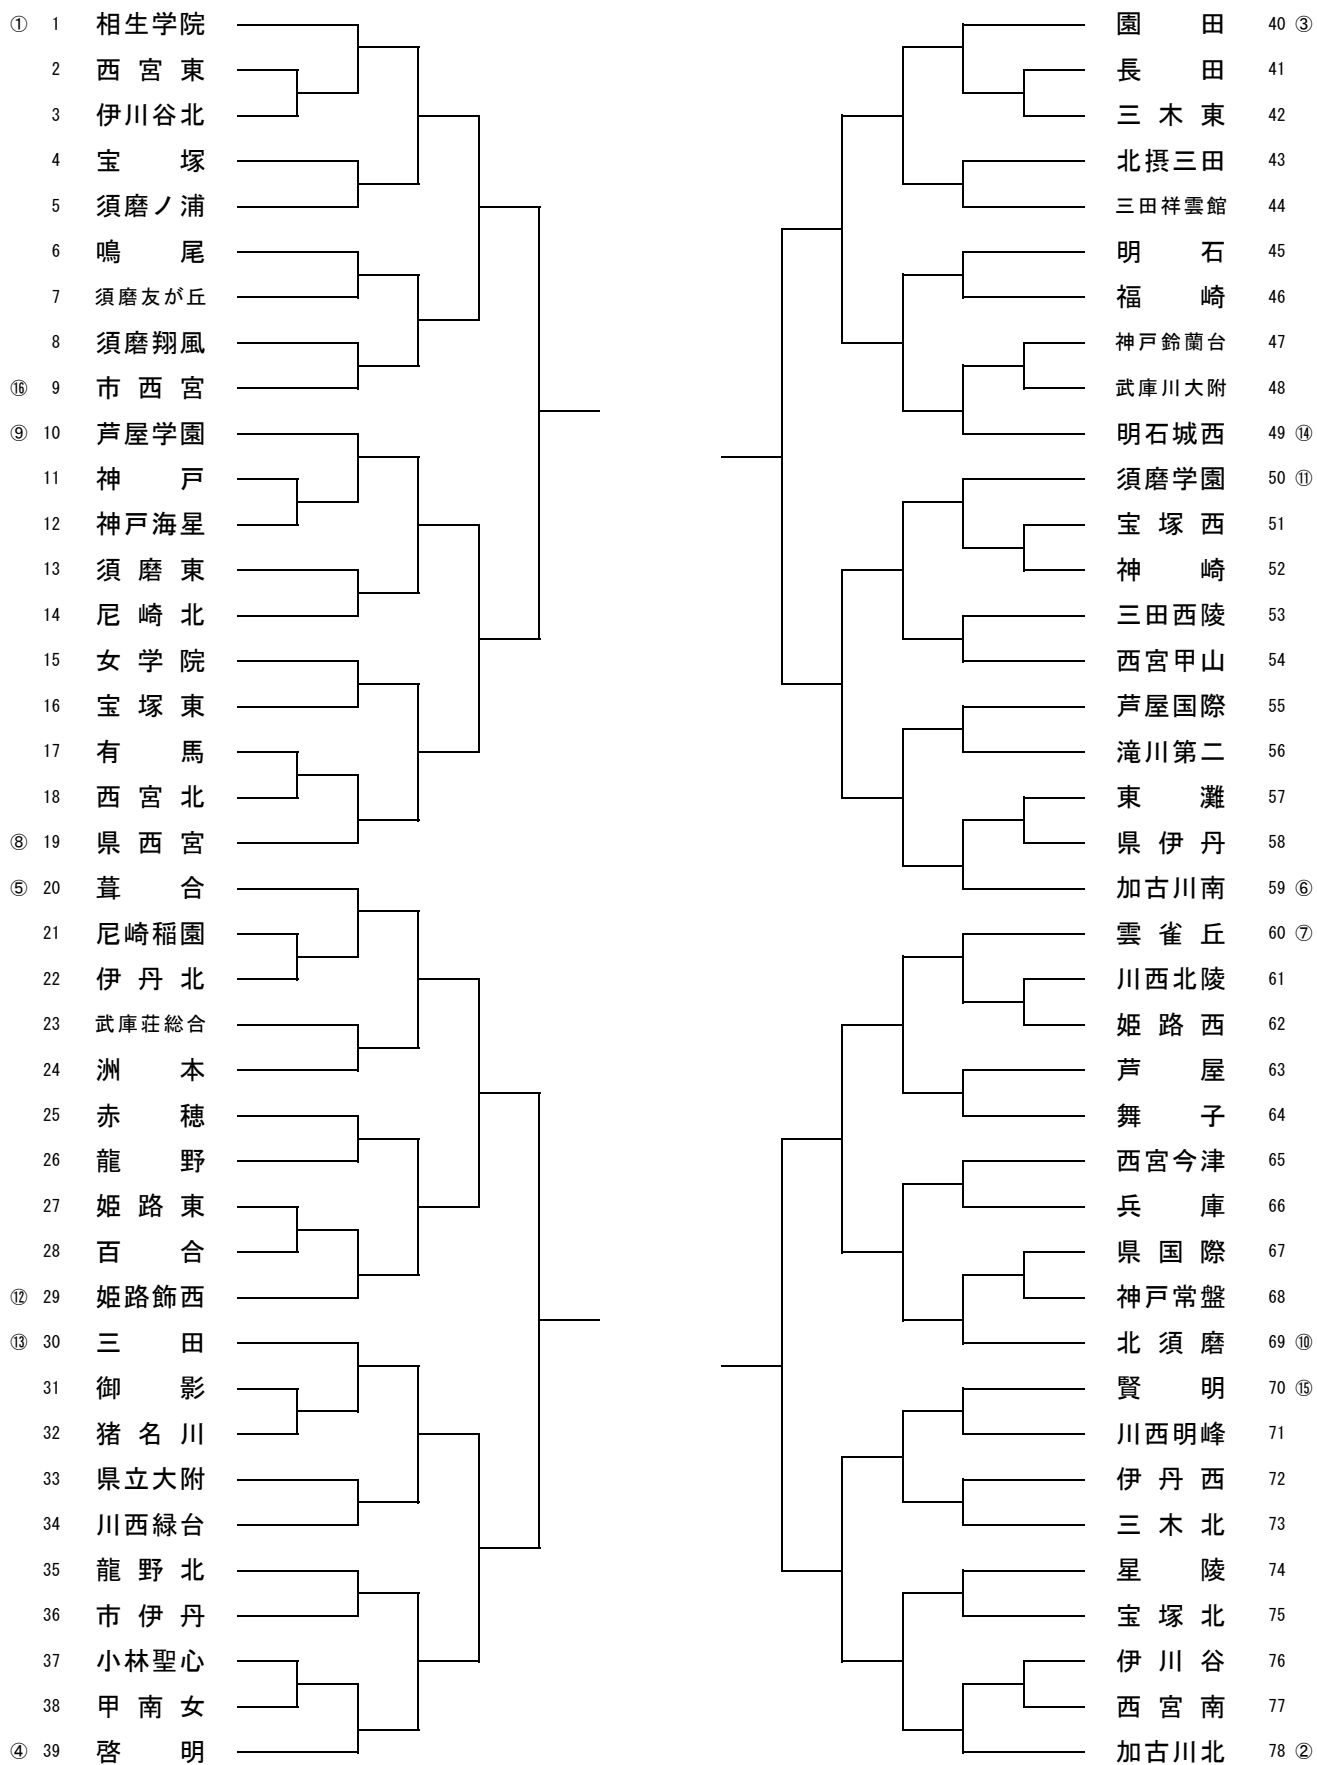 ① 1 相生学院
2 西宮東
3 伊川谷北
4 宝塚
5 須磨ノ浦
6 鳴尾
7 須磨友が丘
8 須磨翔風
⑯ 9 市西宮
⑨ 10 芦屋学園
11 神戸
12 神戸海星
13 須磨東
14 尼崎北
15 女学院
16 宝塚東
17 有馬
18 西宮北
⑧ 19 県西宮
⑤ 20 葺合
21 尼崎稲園
22 伊丹北
23 武庫荘総合
24 洲本
25 赤穂
26 龍野
27 姫路東
28 百合
⑫ 29 姫路飾西
⑬ 30 三田
31 御影
32 猪名川
33 県立大附
34 川西緑台
35 龍野北
36 市伊丹
37 小林聖心
38 甲南女
④ 39 啓明
園田 40 ③
長田 41
三木東 42
北摂三田 43
三田祥雲館 44
明石 45
福崎 46
神戸鈴蘭台 47
武庫川大附 48
明石城西 49 ⑭
須磨学園 50 ⑪
宝塚西 51
神崎 52
三田西陵 53
西宮甲山 54
芦屋国際 55
滝川第二 56
東灘 57
県伊丹 58
加古川南 59 ⑥
雲雀丘 60 ⑦
川西北陵 61
姫路西 62
芦屋 63
舞子 64
西宮今津 65
兵庫 66
県国際 67
神戸常盤 68
北須磨 69 ⑩
賢明 70 ⑮
川西明峰 71
伊丹西 72
三木北 73
星陵 74
宝塚北 75
伊川谷 76
西宮南 77
加古川北 78 ②